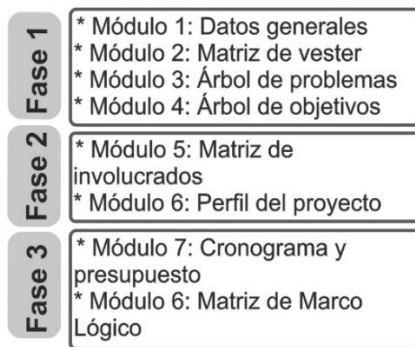 Fase 1
* Módulo 1: Datos generales
* Módulo 2: Matriz de vester
* Módulo 3: Árbol de problemas
* Módulo 4: Árbol de objetivos
Fase 2
* Módulo 5: Matriz de
involucrados
* Módulo 6: Perfil del proyecto
Fase 3
* Módulo 7: Cronograma y
presupuesto
* Módulo 6: Matriz de Marco
Lógico